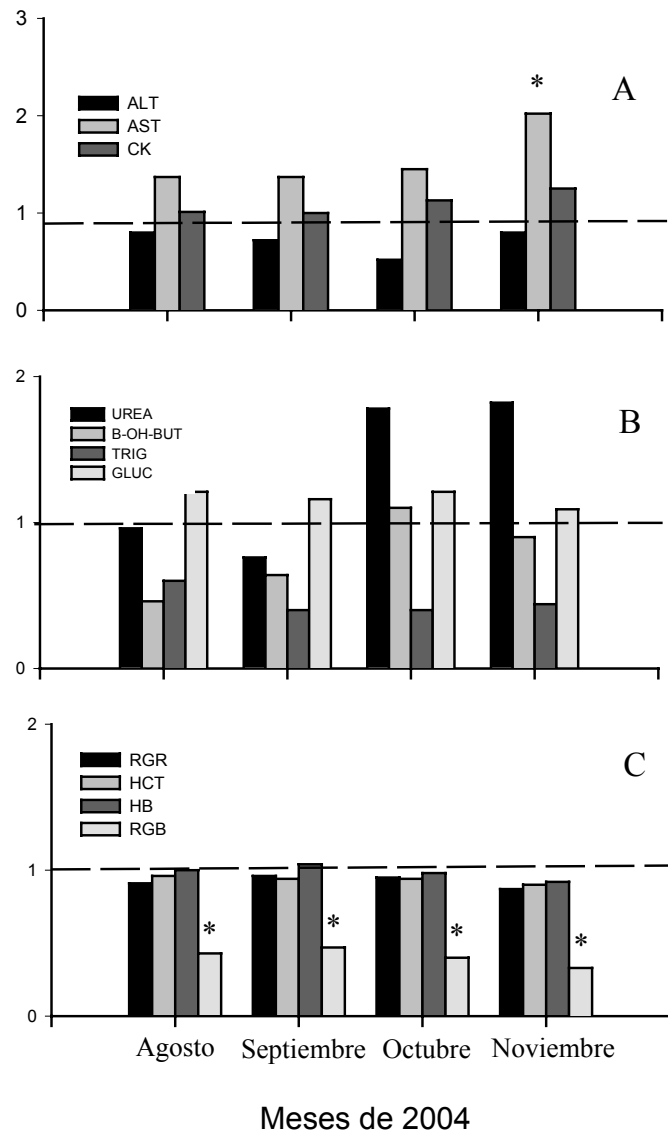 3
A
*
ALT
AST
CK
2
1
0
2
B
UREA
B-OH-BUT
TRIG
GLUC
1
0
2
C
RGR
HCT
HB
RGB
1
* * * *
0
Agosto Septiembre Octubre Noviembre
Meses de 2004